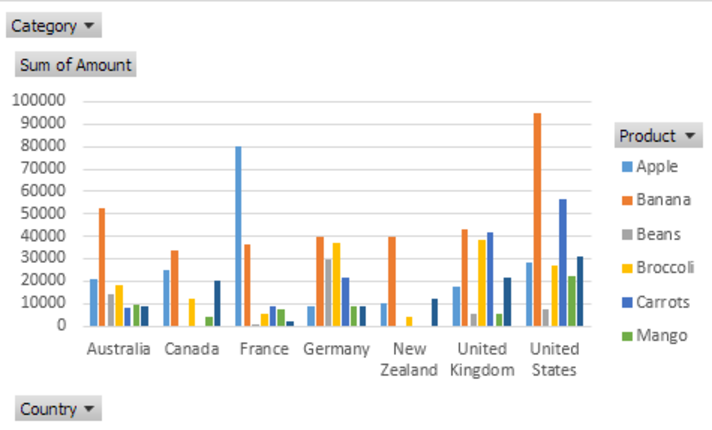 Category
Sum of Amount
100000
90000
80000
70000
60000
50000
40000
30000
20000
10000
0
Australia
Canada
France
Germany
New Zealand
United Kingdom
United States
Product
Apple
Banana
Beans
Broccoli
Carrots
Mango
Country